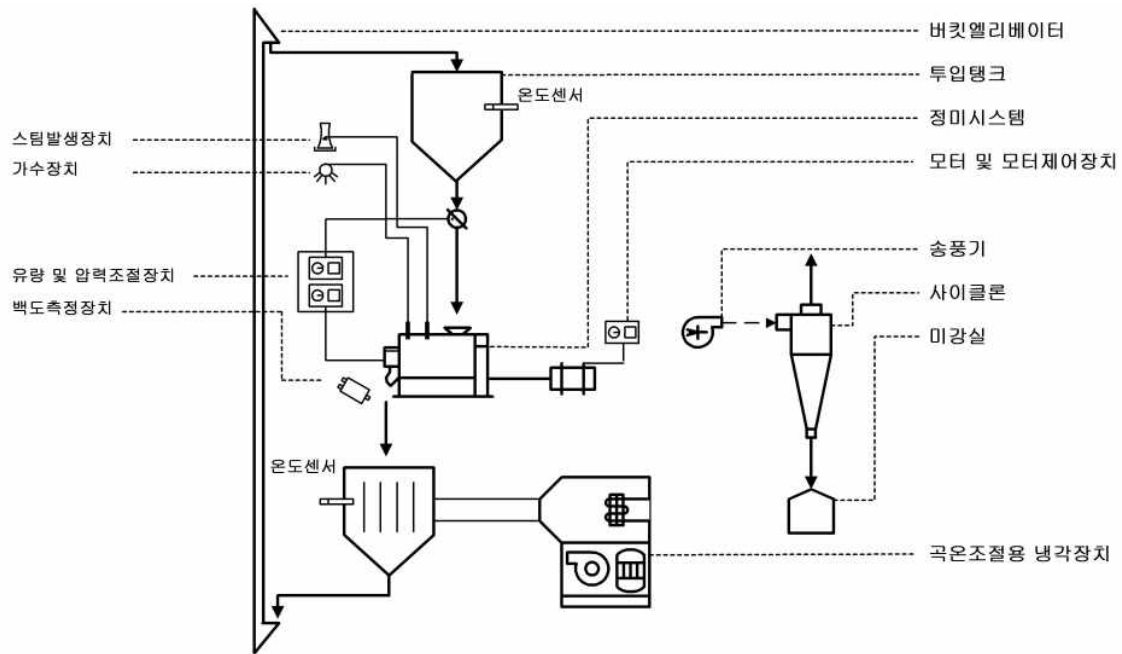 버킷엘리베이터
투입탱크
온도센서
정미시스템
스팀발생장치
모터 및 모터제어장치
가수장치
송풍기
유량 및 압력조절장치
사이클론
백도측정장치
미강실
온도센서
곡온조절용 냉각장치